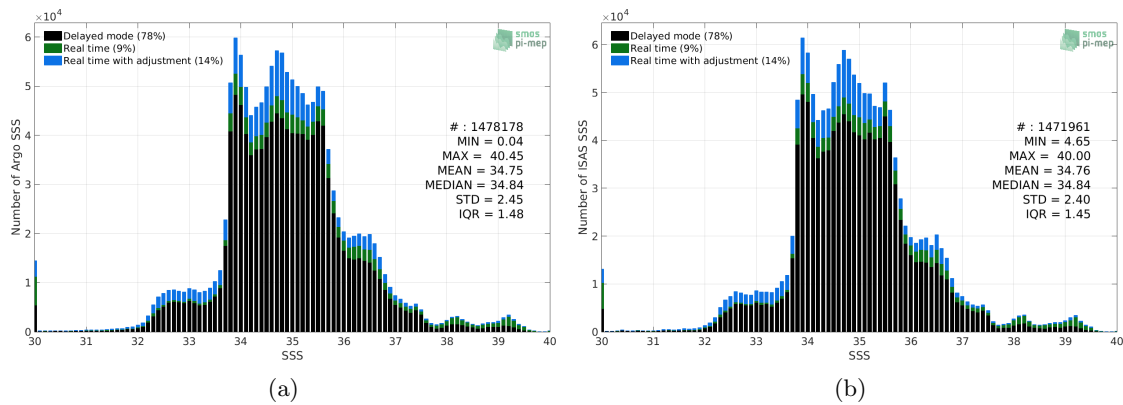 ×10⁴
Delayed mode (78%)
Real time (9%)
Real time with adjustment (14%)
smos
pi-mep
# : 1478178
MIN = 0.04
MAX = 40.45
MEAN = 34.75
MEDIAN = 34.84
STD = 2.45
IQR = 1.48
Number of Argo SSS
6
5
4
3
2
1
0
30 31 32 33 34 35 36 37 38 39 40
SSS
(a)
×10⁴
Delayed mode (78%)
Real time (9%)
Real time with adjustment (14%)
smos
pi-mep
# : 1471961
MIN = 4.65
MAX = 40.00
MEAN = 34.76
MEDIAN = 34.84
STD = 2.40
IQR = 1.45
Number of ISAS SSS
6
5
4
3
2
1
0
30 31 32 33 34 35 36 37 38 39 40
SSS
(b)